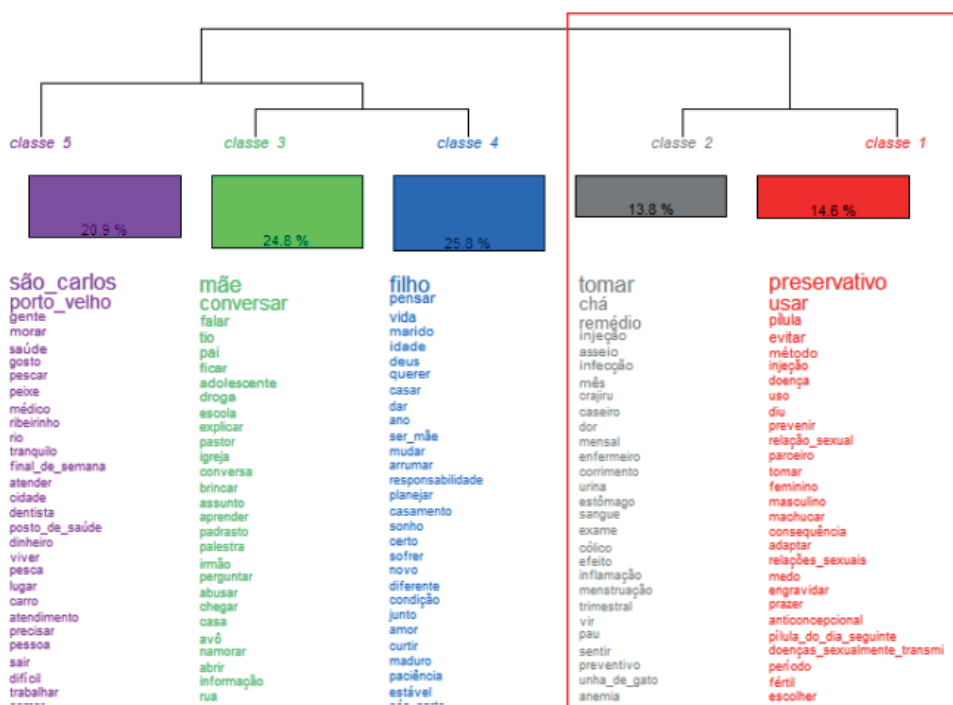 classe 5
classe 3
classe 4
classe 2
classe 1
20.9 %
24.8 %
25.8 %
13.8 %
14.6 %
são_carlos
porto_velho
gente
morar
saúde
gosto
pescar
peixe
médico
ribeirinho
rio
tranquilo
final_de_semana
atender
cidade
dentista
posto_de_saúde
dinheiro
viver
pesca
lugar
carro
atendimento
precisar
pessoa
sair
difícil
trabalhar
mãe
conversar
falar
tio
pai
ficar
adolescente
droga
escola
explicar
pastor
igreja
conversa
brincar
assunto
aprender
padrasto
palestra
irmão
perguntar
abusar
chegar
casa
avô
namorar
abrir
informação
rua
filho
pensar
vida
marido
idade
deus
querer
casar
dar
ano
ser_mãe
mudar
arrumar
responsabilidade
planejar
casamento
sonho
certo
sofrer
novo
diferente
condição
junto
amor
curtir
maduro
paciência
estável
tomar
chá
remédio
injeção
asseio
infecção
mês
crajiru
caseiro
dor
mensal
enfermeiro
corrimento
urina
estômago
sangue
exame
cólico
efeito
inflamação
menstruação
trimestral
vir
pau
sentir
preventivo
unha_de_gato
anemia
preservativo
usar
pílula
evitar
método
injeção
doença
uso
diu
prevenir
relação_sexual
parceiro
tomar
feminino
masculino
machucar
consequência
adaptar
relações_sexuais
medo
engravidar
prazer
anticoncepcional
pílula_do_dia_seguinte
doenças_sexualmente_transmi
período
fértil
escolher